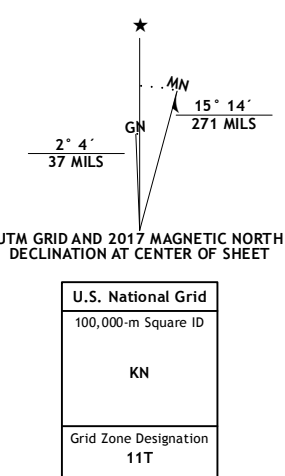 MN
15° 14´
271 MILS
GN
2° 4´
37 MILS
UTM GRID AND 2017 MAGNETIC NORTH
DECLINATION AT CENTER OF SHEET
U.S. National Grid
100,000-m Square ID
KN
Grid Zone Designation
11T